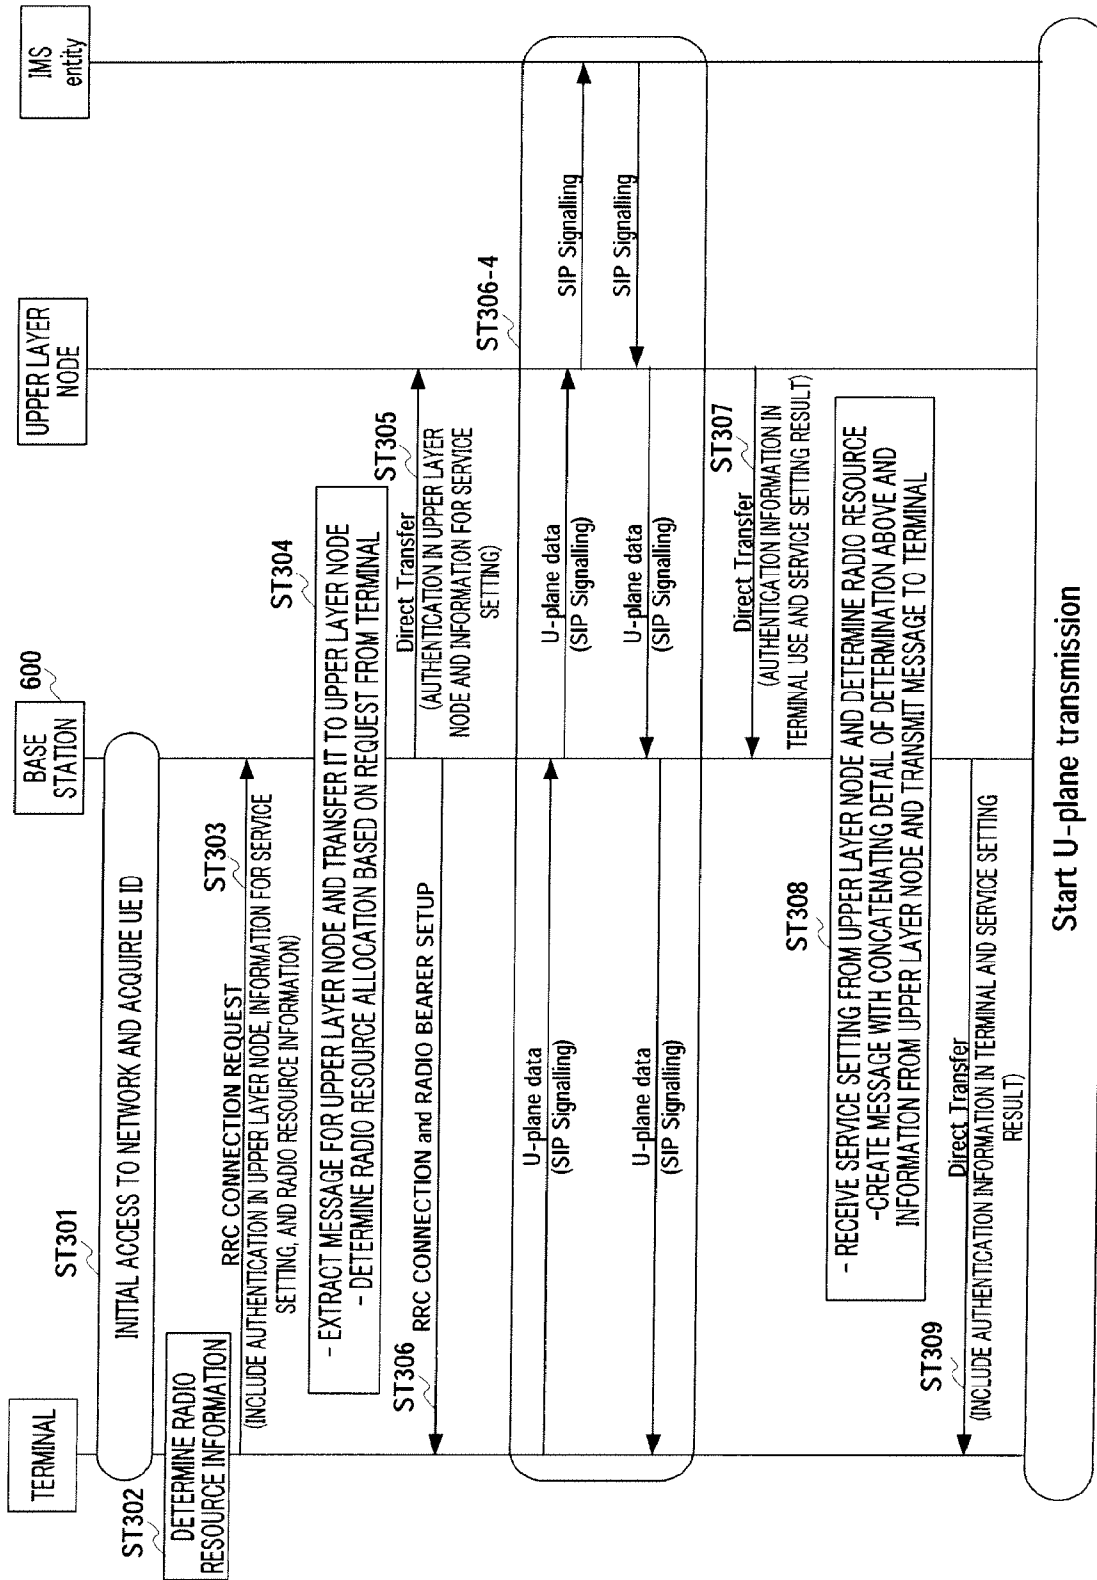 TERMINAL
BASE
STATION
600
UPPER LAYER
NODE
IMS
entity
ST301
INITIAL ACCESS TO NETWORK AND ACQUIRE UE ID
ST302
DETERMINE RADIO
RESOURCE INFORMATION
RRC CONNECTION REQUEST
ST303
(INCLUDE AUTHENTICATION IN UPPER LAYER NODE, INFORMATION FOR SERVICE
SETTING, AND RADIO RESOURCE INFORMATION)
ST304
- EXTRACT MESSAGE FOR UPPER LAYER NODE AND TRANSFER IT TO UPPER LAYER NODE
- DETERMINE RADIO RESOURCE ALLOCATION BASED ON REQUEST FROM TERMINAL
Direct Transfer
ST305
(AUTHENTICATION IN UPPER LAYER
NODE AND INFORMATION FOR SERVICE
SETTING)
ST306
RRC CONNECTION and RADIO BEARER SETUP
ST306-4
U-plane data
(SIP Signalling)
U-plane data
(SIP Signalling)
SIP Signalling
SIP Signalling
U-plane data
(SIP Signalling)
U-plane data
(SIP Signalling)
Direct Transfer
ST307
(AUTHENTICATION INFORMATION IN
TERMINAL USE AND SERVICE SETTING RESULT)
ST308
- RECEIVE SERVICE SETTING FROM UPPER LAYER NODE AND DETERMINE RADIO RESOURCE
-CREATE MESSAGE WITH CONCATENATING DETAIL OF DETERMINATION ABOVE AND
INFORMATION FROM UPPER LAYER NODE AND TRANSMIT MESSAGE TO TERMINAL
ST309
Direct Transfer
(INCLUDE AUTHENTICATION INFORMATION IN TERMINAL AND SERVICE SETTING
RESULT)
Start U-plane transmission